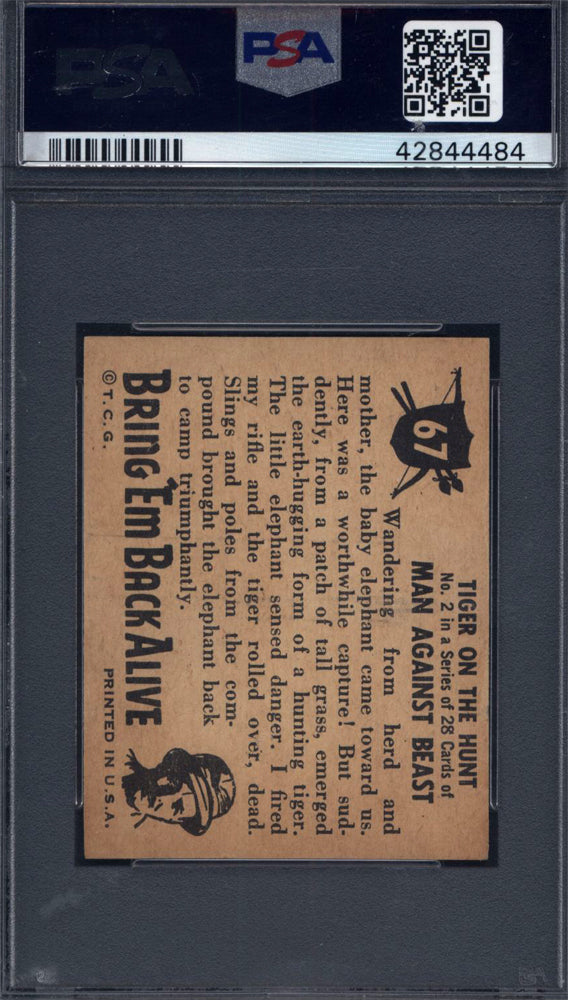 PSA
PSA
42844484
67
TIGER ON THE HUNT
No. 2 in a Series of 28 Cards of
MAN AGAINST BEAST
Wandering from herd and
mother, the baby elephant came toward us.
Here was a worthwhile capture! But sud-
dently, from a patch of tall grass, emerged
the earth-hugging form of a hunting tiger.
The little elephant sensed danger. I fired
my rifle and the tiger rolled over, dead.
Slings and poles from the com-
pound brought the elephant back
to camp triumphantly.
BRING 'EM BACK ALIVE
© T. C. G.
PRINTED IN U. S. A.
PSA